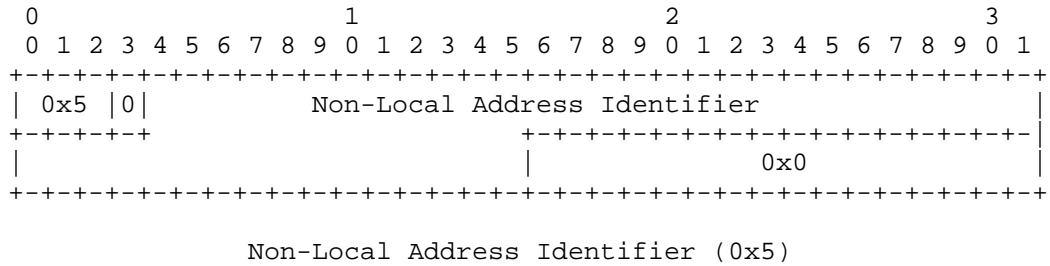 0                   1                   2                   3
 0 1 2 3 4 5 6 7 8 9 0 1 2 3 4 5 6 7 8 9 0 1 2 3 4 5 6 7 8 9 0 1
+-+-+-+-+-+-+-+-+-+-+-+-+-+-+-+-+-+-+-+-+-+-+-+-+-+-+-+-+-+-+-+-+
| 0x5 |0|          Non-Local Address Identifier                 |
+-+-+-+-+                       +-+-+-+-+-+-+-+-+-+-+-+-+-+-+-+-|
|                               |              0x0              |
+-+-+-+-+-+-+-+-+-+-+-+-+-+-+-+-+-+-+-+-+-+-+-+-+-+-+-+-+-+-+-+-+
Non-Local Address Identifier (0x5)